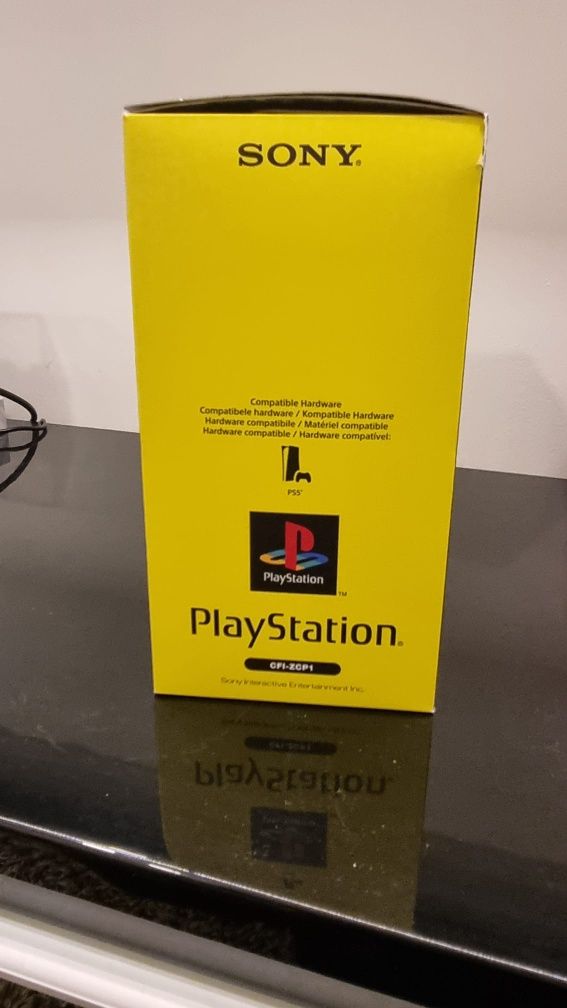 SONY®
Compatible Hardware
Compatibele hardware / Kompatible Hardware
Hardware compatibile / Matériel compatible
Hardware compatible / Hardware compatível:
PS5®
PlayStation
TM
PlayStation®
CFI-ZCP1
Sony Interactive Entertainment Inc.